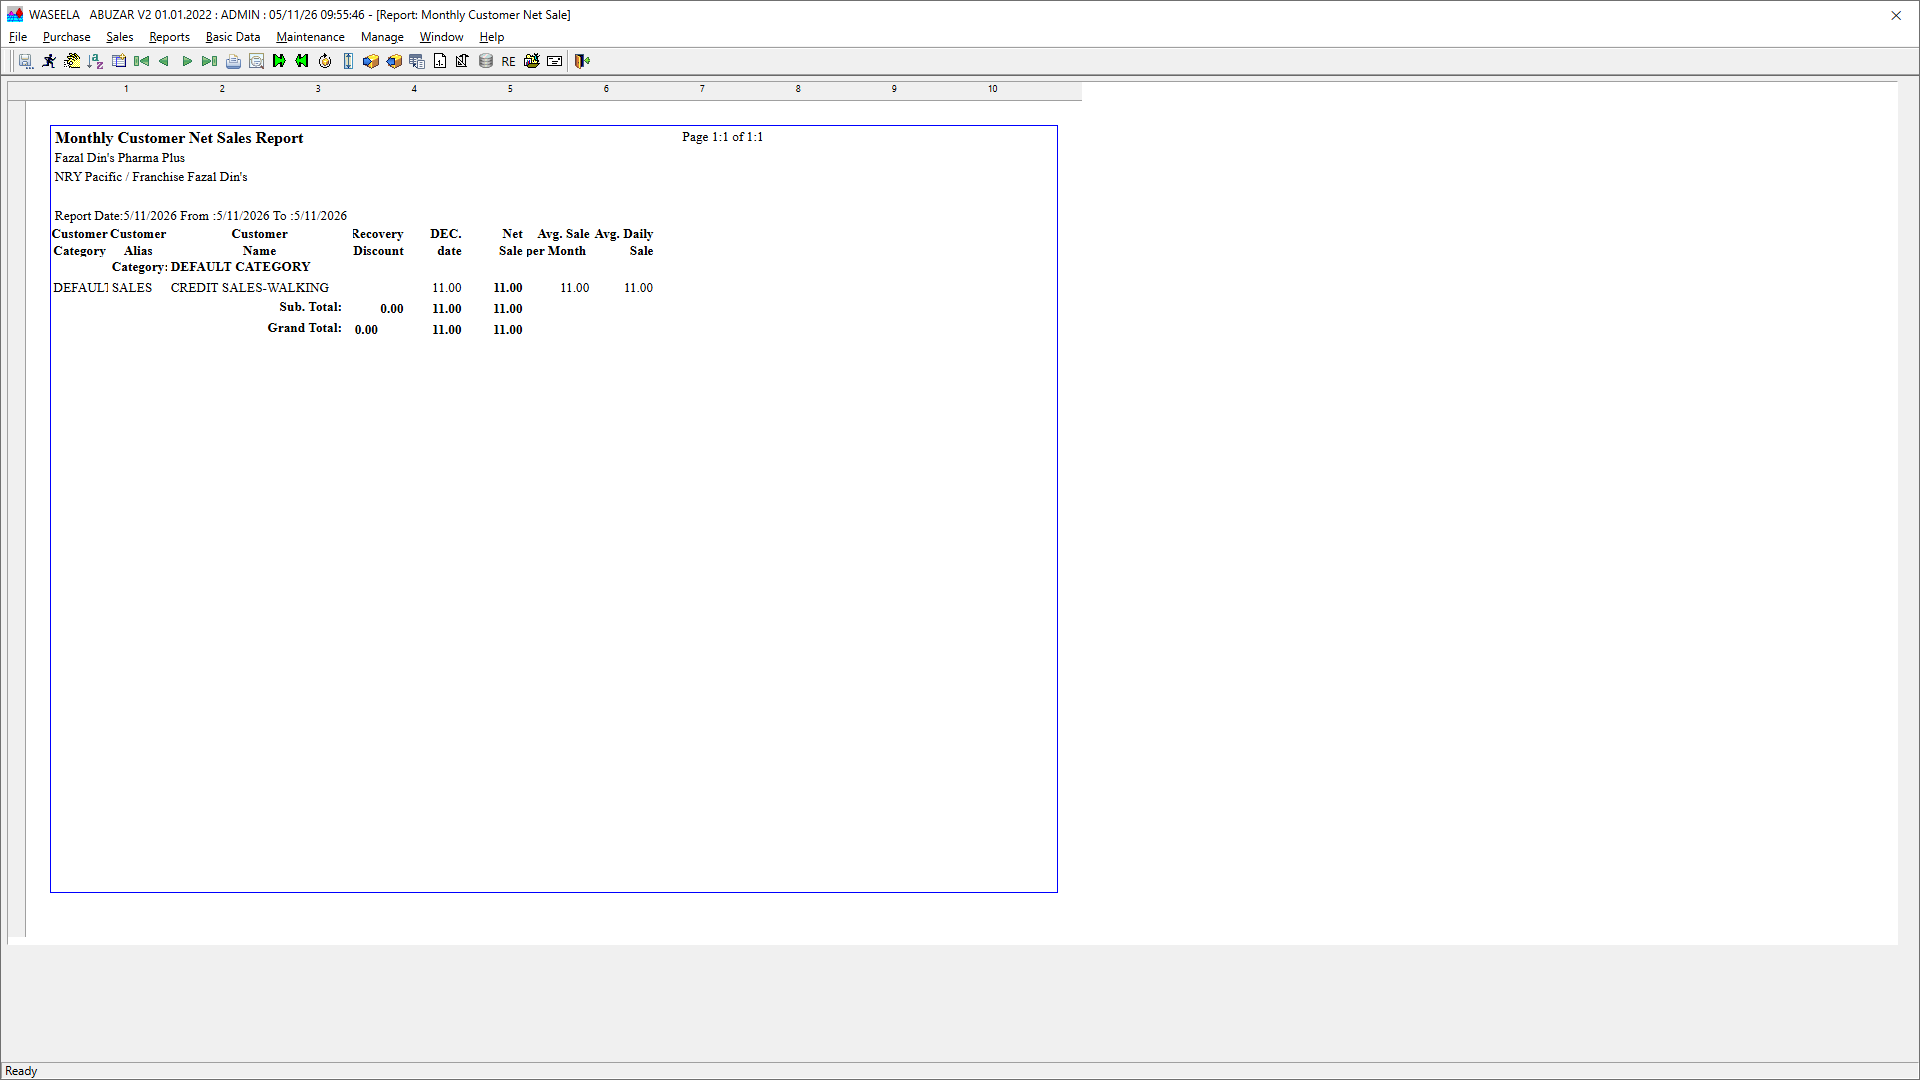 WASEELA   ABUZAR V2 01.01.2022 : ADMIN : 05/11/26 09:55:46 - [Report: Monthly Customer Net Sale]
File Purchase Sales Reports Basic Data Maintenance Manage Window Help
RE
1 2 3 4 5 6 7 8 9 10
Monthly Customer Net Sales Report Page 1:1 of 1:1
Fazal Din's Pharma Plus
NRY Pacific / Franchise Fazal Din's
Report Date:5/11/2026 From :5/11/2026 To :5/11/2026
Customer Customer Customer Recovery DEC. Net Avg. Sale Avg. Daily
Category Alias Name Discount date Sale per Month Sale
Category: DEFAULT CATEGORY
DEFAULT SALES CREDIT SALES-WALKING 11.00 11.00 11.00 11.00
Sub. Total: 0.00 11.00 11.00
Grand Total: 0.00 11.00 11.00
Ready